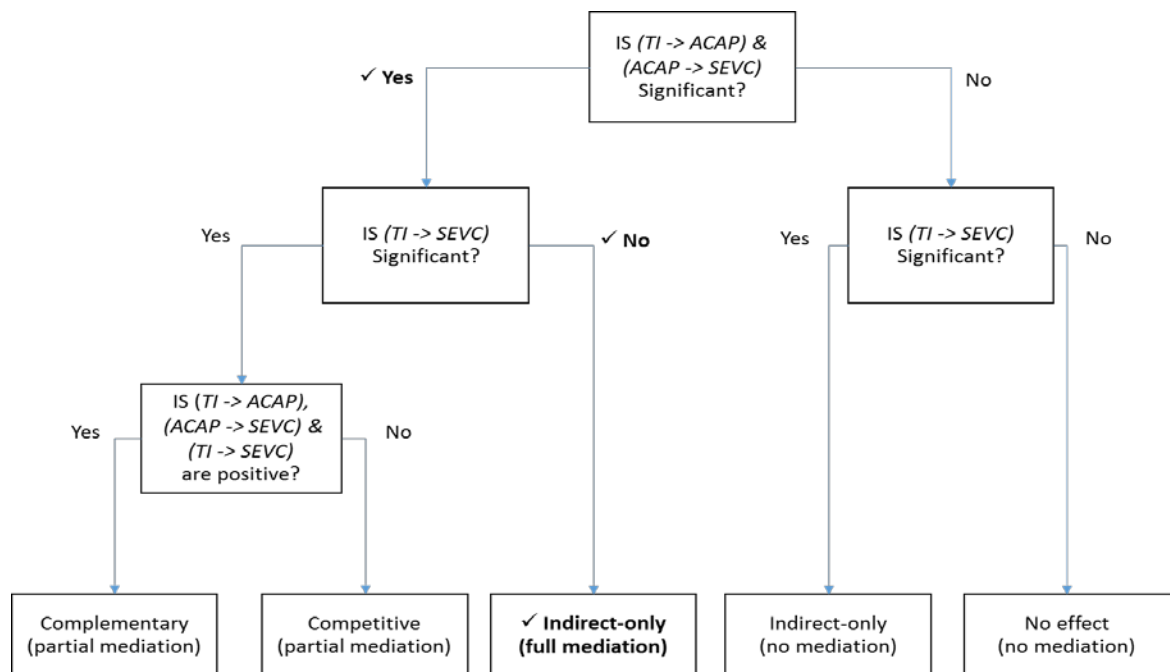 IS (TI -> ACAP) &
(ACAP -> SEVC)
Significant?
✓ Yes
No
IS (TI -> SEVC)
Significant?
Yes
✓ No
IS (TI -> SEVC)
Significant?
Yes
No
IS (TI -> ACAP),
(ACAP -> SEVC) &
(TI -> SEVC)
are positive?
Yes
No
Complementary
(partial mediation)
Competitive
(partial mediation)
✓ Indirect-only
(full mediation)
Indirect-only
(no mediation)
No effect
(no mediation)